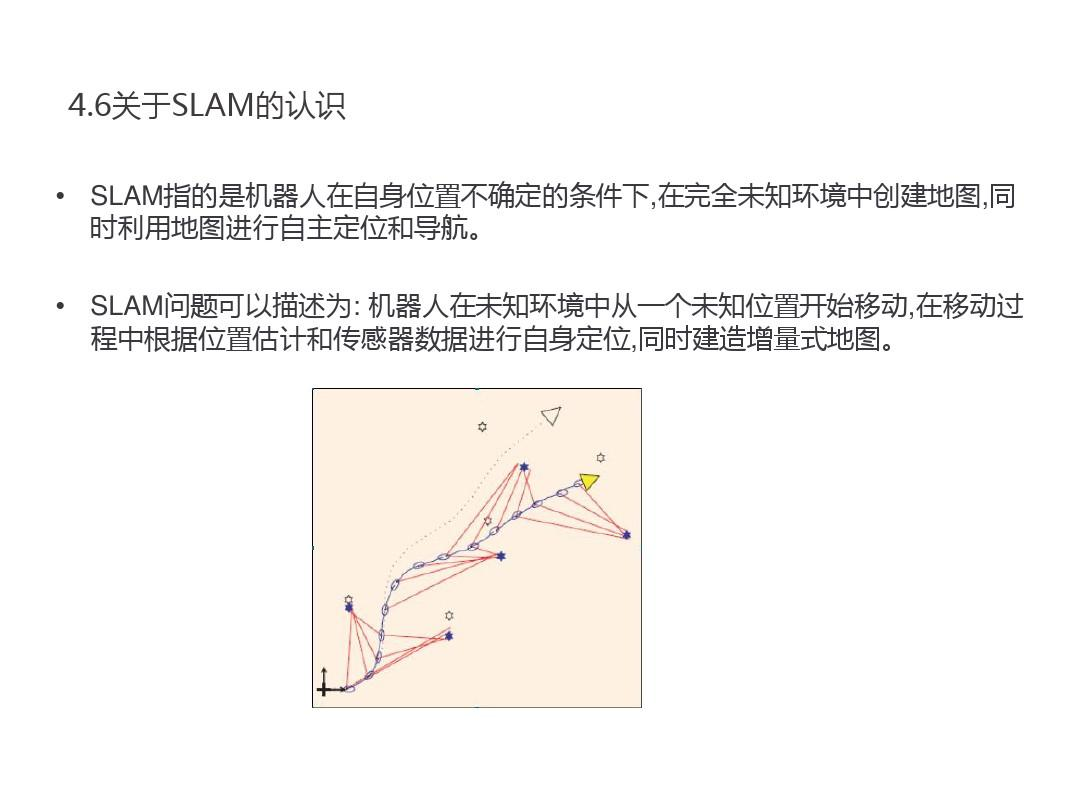 4.6关于SLAM的认识
• SLAM指的是机器人在自身位置不确定的条件下,在完全未知环境中创建地图,同
时利用地图进行自主定位和导航。
• SLAM问题可以描述为: 机器人在未知环境中从一个未知位置开始移动,在移动过
程中根据位置估计和传感器数据进行自身定位,同时建造增量式地图。